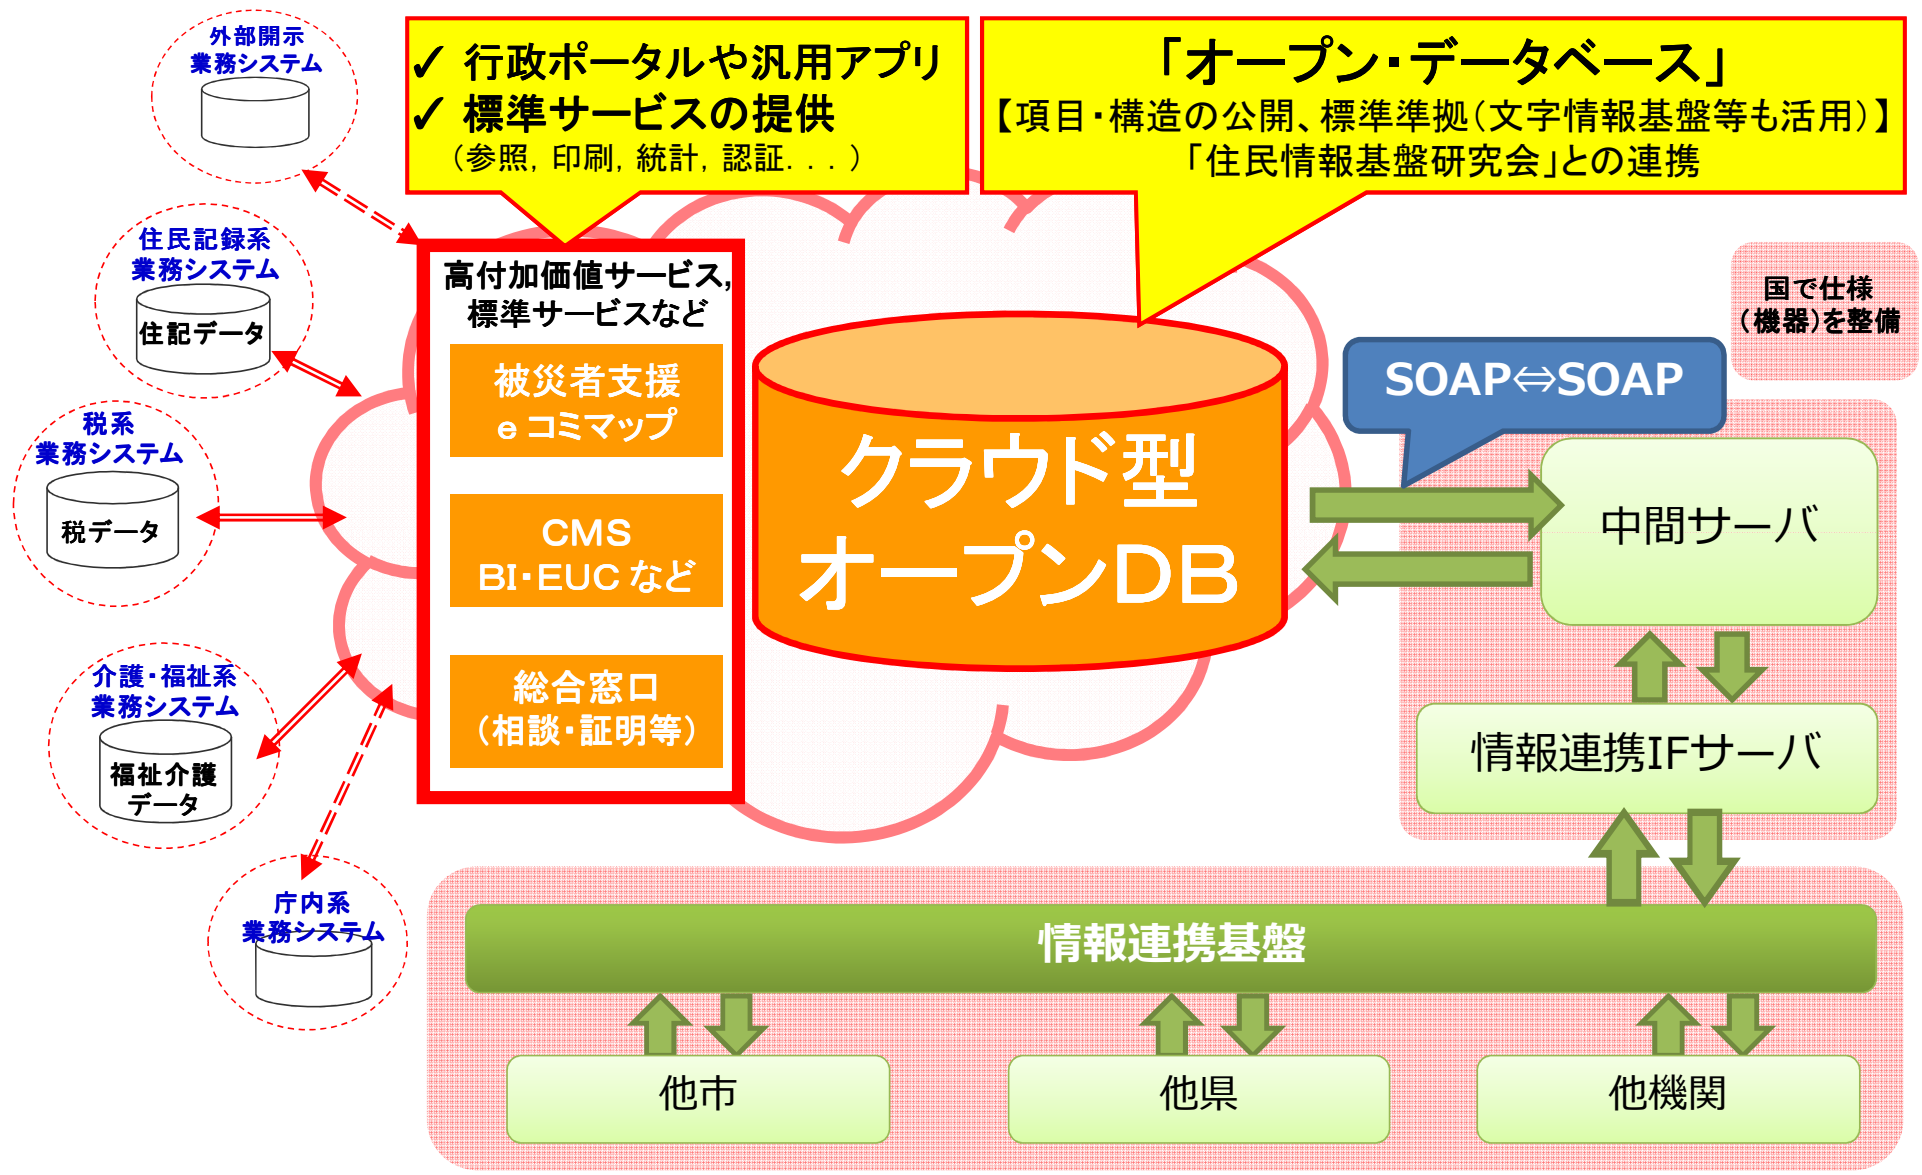 外部開示
業務システム
✓ 行政ポータルや汎用アプリ
✓ 標準サービスの提供
（参照，印刷，統計，認証．．．）
「オープン・データベース」
【項目・構造の公開、標準準拠（文字情報基盤等も活用）】
「住民情報基盤研究会」との連携
住民記録系
業務システム
住記データ
税系
業務システム
税データ
介護・福祉系
業務システム
福祉介護
データ
庁内系
業務システム
高付加価値サービス，
標準サービスなど
被災者支援
eコミマップ
CMS
BI・EUCなど
総合窓口
（相談・証明等）
クラウド型
オープンDB
国で仕様
（機器）を整備
SOAP⇔SOAP
中間サーバ
情報連携IFサーバ
情報連携基盤
他市
他県
他機関